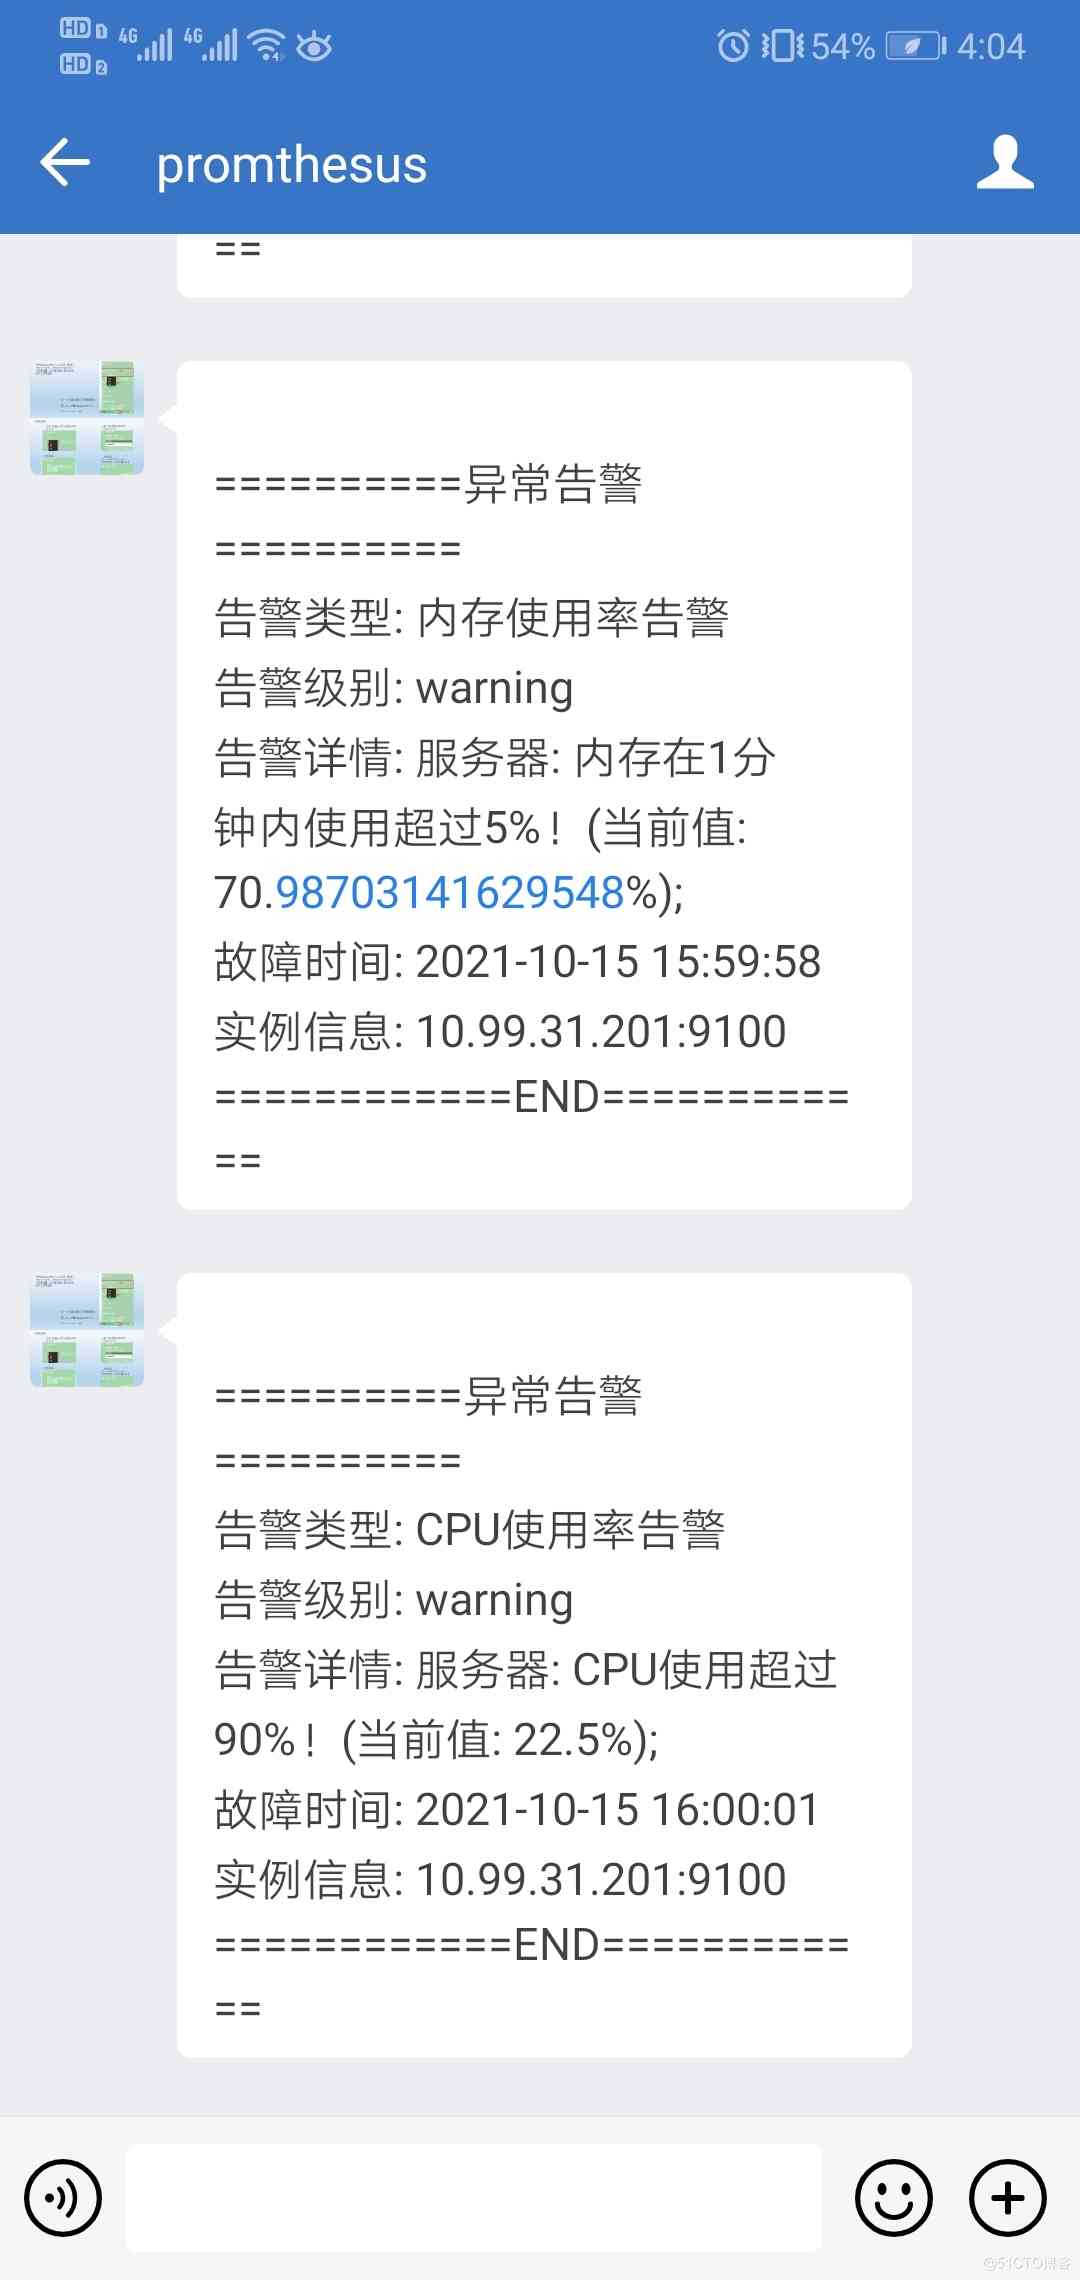 HD 1 4G 4G 54% 4:04
HD 2
promthesus
==
==========异常告警
==========
告警类型: 内存使用率告警
告警级别: warning
告警详情: 服务器: 内存在1分
钟内使用超过5%！(当前值:
70.98703141629548%);
故障时间: 2021-10-15 15:59:58
实例信息: 10.99.31.201:9100
============END==========
==
==========异常告警
==========
告警类型: CPU使用率告警
告警级别: warning
告警详情: 服务器: CPU使用超过
90%！(当前值: 22.5%);
故障时间: 2021-10-15 16:00:01
实例信息: 10.99.31.201:9100
============END==========
==
@51CTO博客